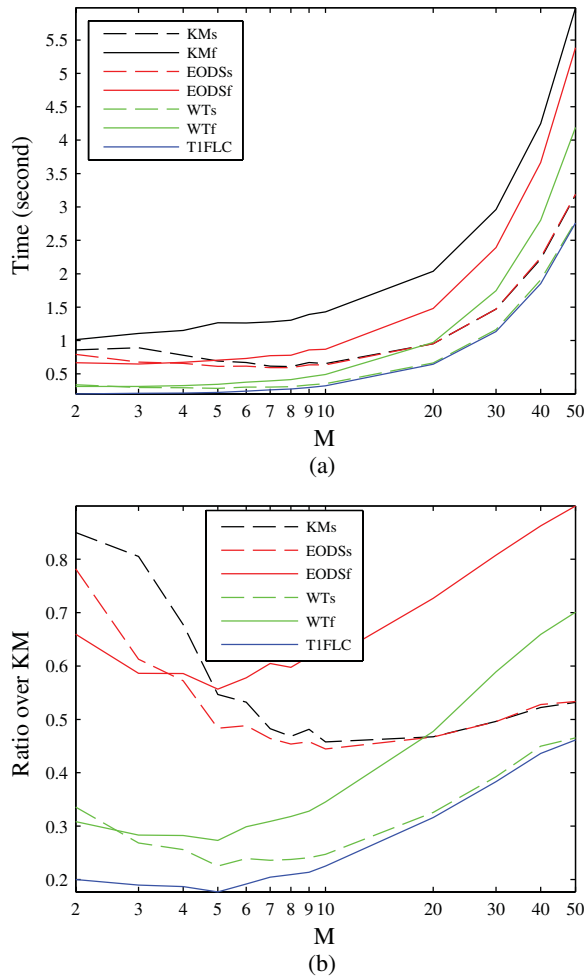 5.5
5
4.5
4
3.5
3
2.5
2
1.5
1
0.5
Time (second)
KMs
KMf
EODSs
EODSf
WTs
WTf
T1FLC
2 3 4 5 6 7 8 9 10 20 30 40 50
M
(a)
0.8
0.7
0.6
0.5
0.4
0.3
0.2
Ratio over KM
KMs
EODSs
EODSf
WTs
WTf
T1FLC
2 3 4 5 6 7 8 9 10 20 30 40 50
M
(b)